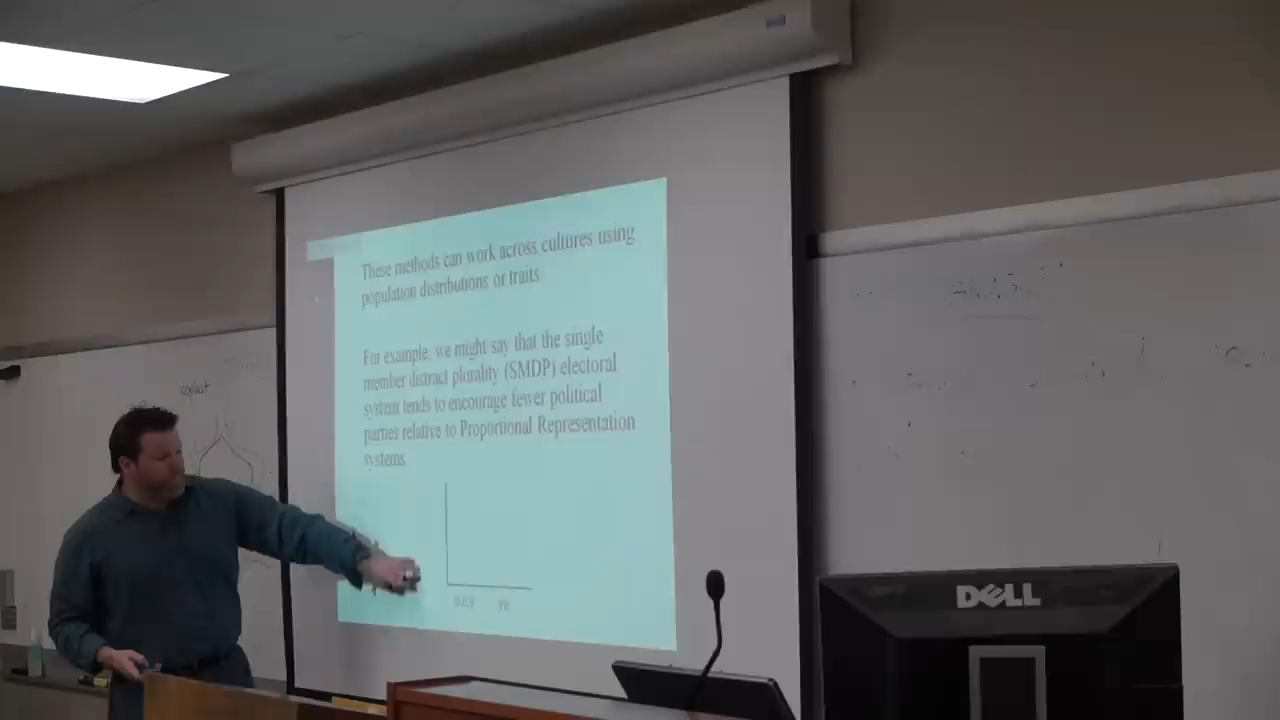 These methods can work across cultures using
population distributions or traits
For example, we might say that the single
member distract plurality (SMDP) electoral
system tends to encourage fewer political
parties relative to Proportional Representation
systems.
PR
DELL